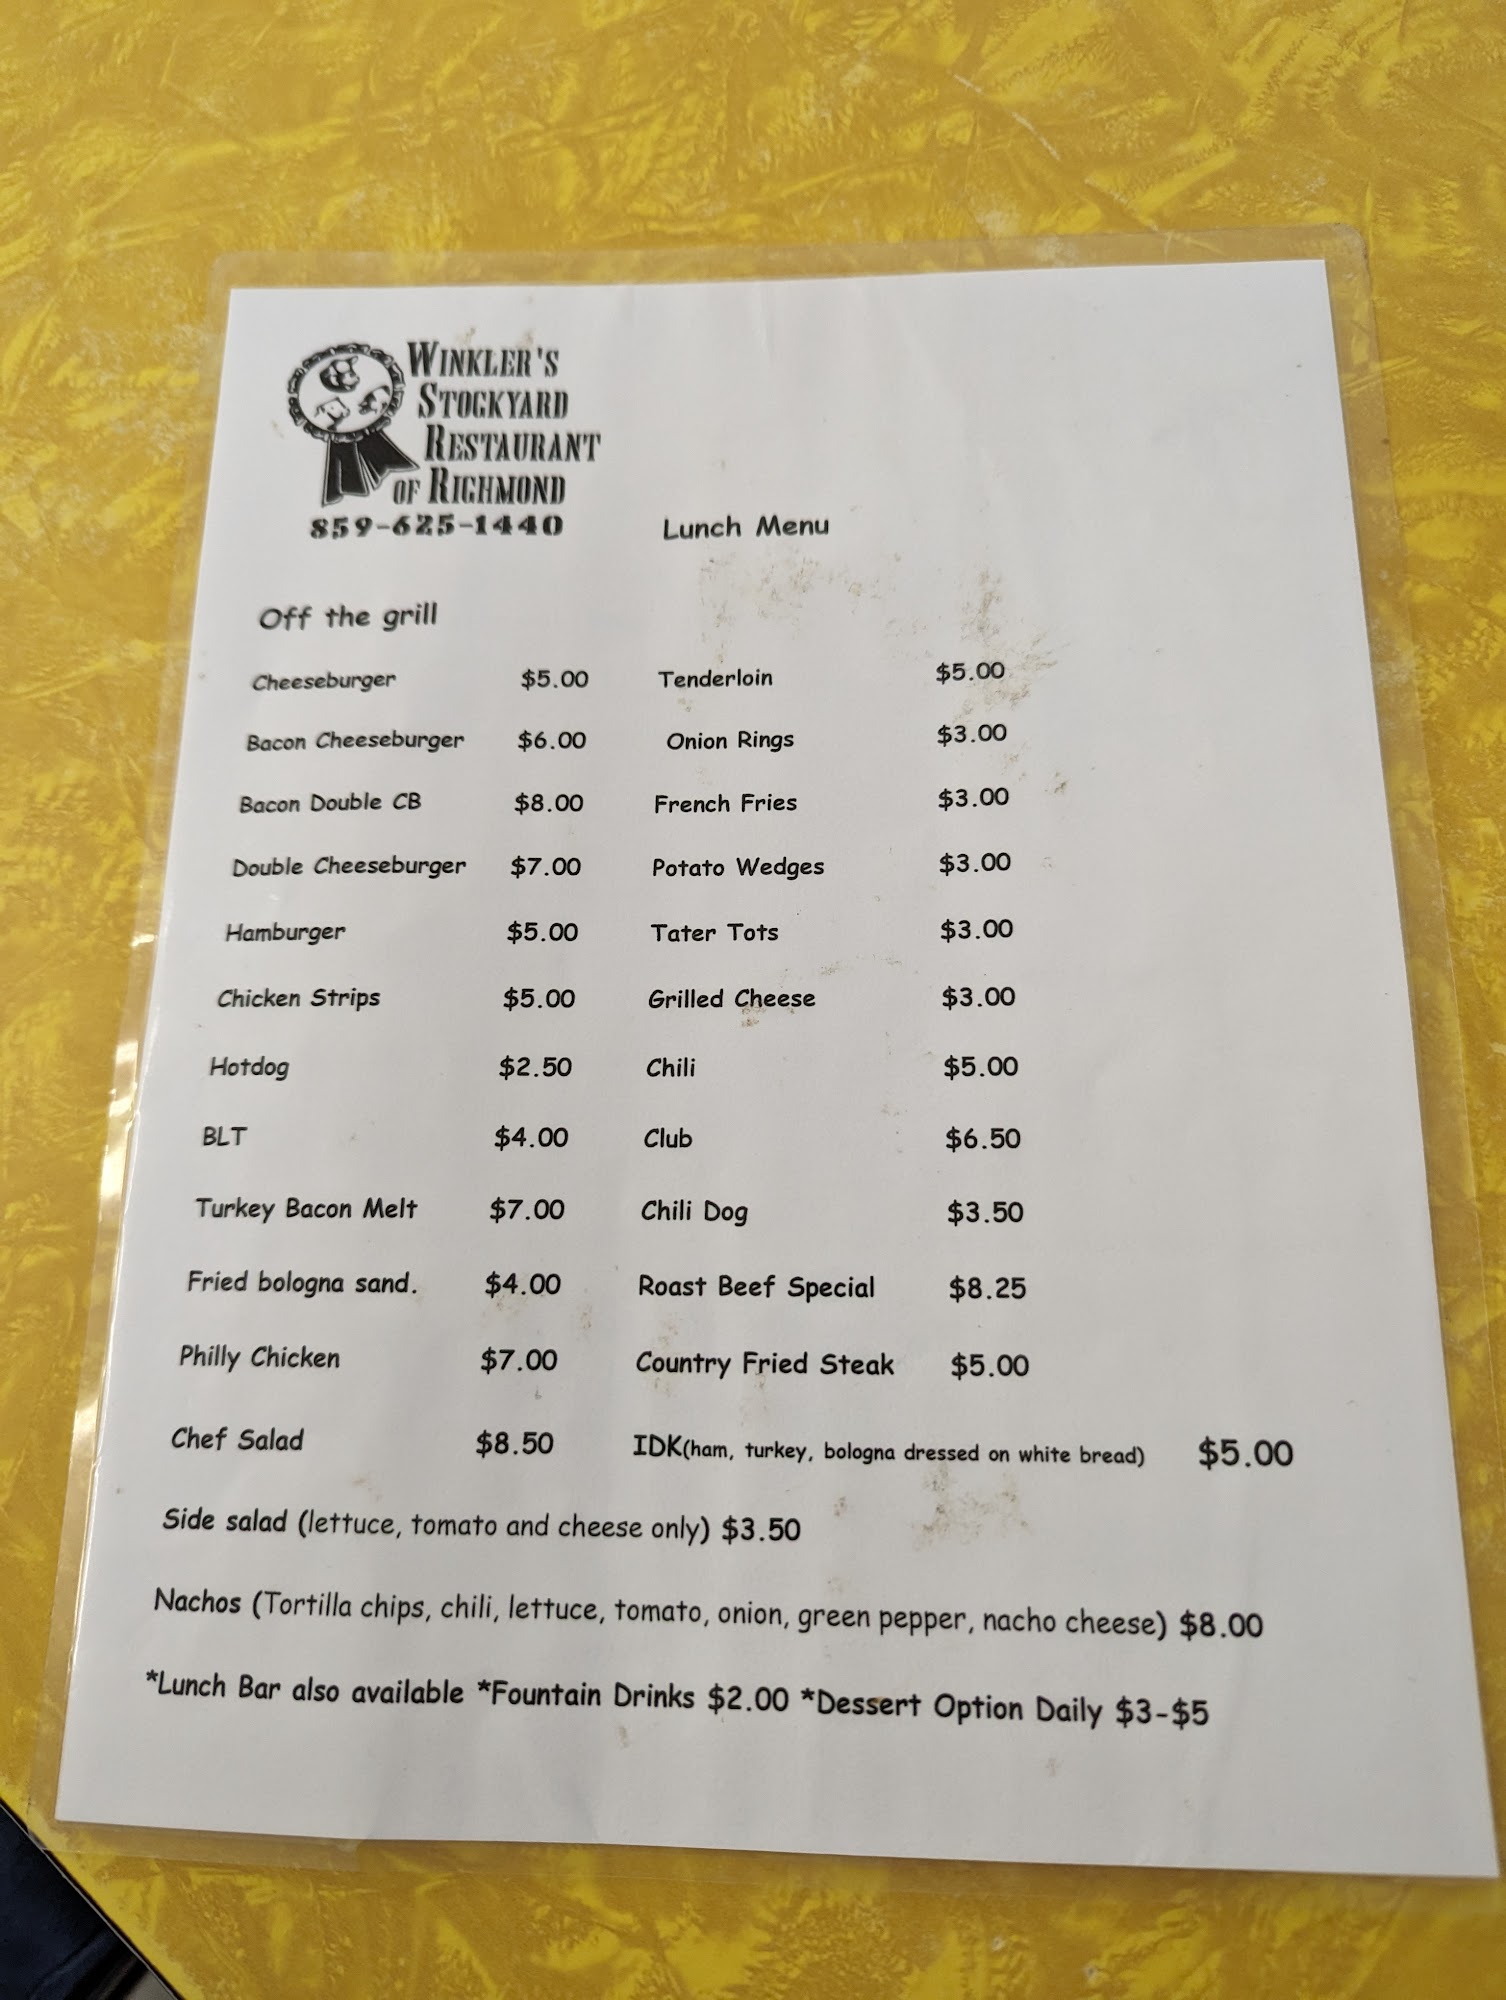 WINKLER'S
STOCKYARD
RESTAURANT
OF RICHMOND
859-625-1440
Lunch Menu
Off the grill
Cheeseburger $5.00 Tenderloin $5.00
Bacon Cheeseburger $6.00 Onion Rings $3.00
Bacon Double CB $8.00 French Fries $3.00
Double Cheeseburger $7.00 Potato Wedges $3.00
Hamburger $5.00 Tater Tots $3.00
Chicken Strips $5.00 Grilled Cheese $3.00
Hotdog $2.50 Chili $5.00
BLT $4.00 Club $6.50
Turkey Bacon Melt $7.00 Chili Dog $3.50
Fried bologna sand. $4.00 Roast Beef Special $8.25
Philly Chicken $7.00 Country Fried Steak $5.00
Chef Salad $8.50 IDK(ham, turkey, bologna dressed on white bread) $5.00
Side salad (lettuce, tomato and cheese only) $3.50
Nachos (Tortilla chips, chili, lettuce, tomato, onion, green pepper, nacho cheese) $8.00
*Lunch Bar also available *Fountain Drinks $2.00 *Dessert Option Daily $3-$5